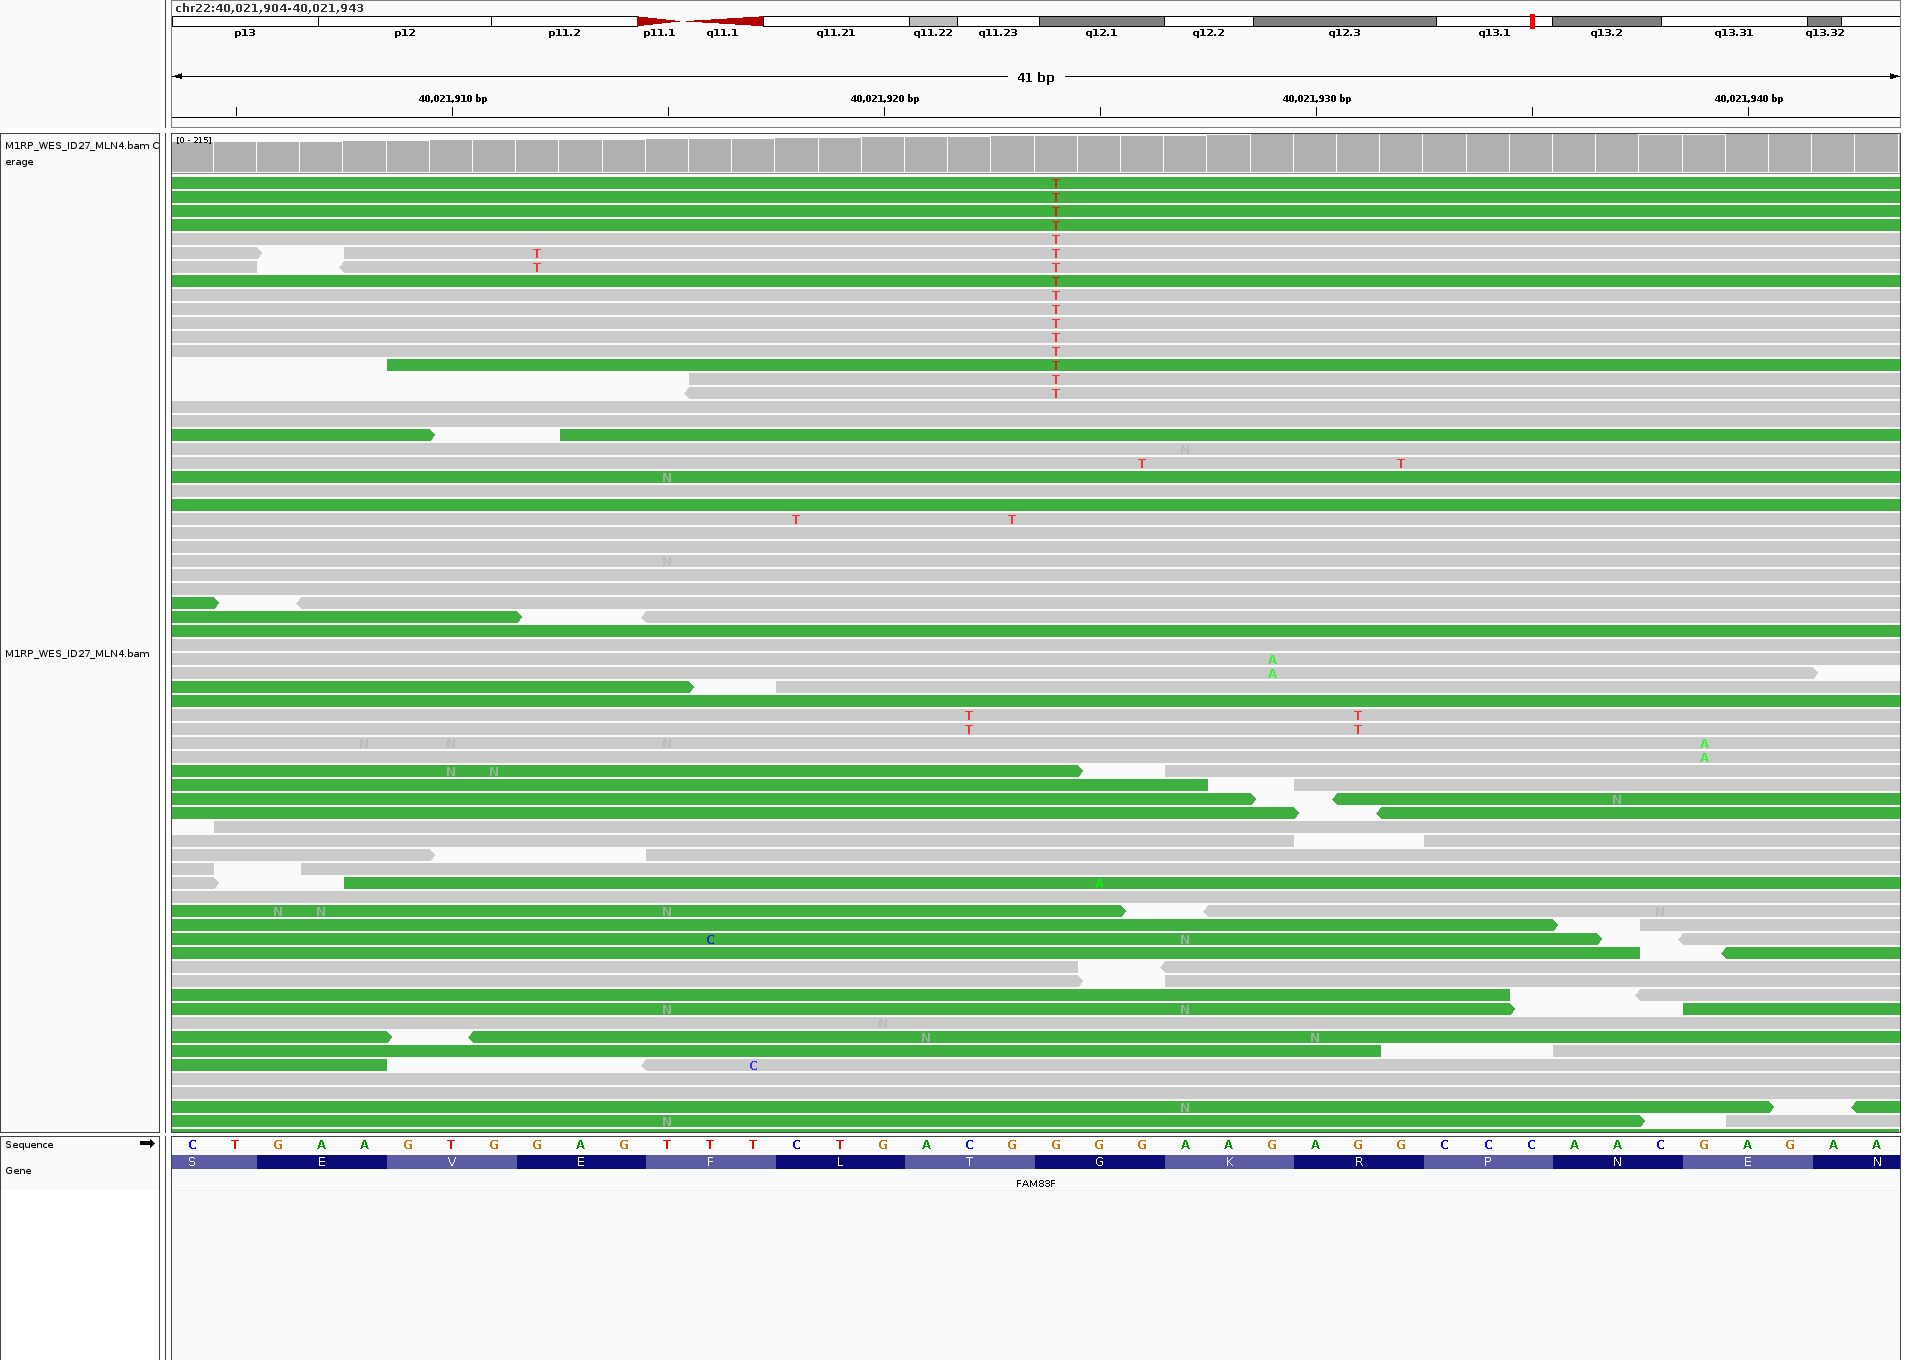 chr22:40,021,904-40,021,943
p13 p12 p11.2 p11.1 q11.1 q11.21 q11.22 q11.23 q12.1 q12.2 q12.3 q13.1 q13.2 q13.31 q13.32
41 bp
40,021,910 bp 40,021,920 bp 40,021,930 bp 40,021,940 bp
M1RP_WES_ID27_MLN4.bam C
erage
[0 - 215]
T
T
T
T
T
T T
T T
T
T
T
T
T
T
T
T
T
N
T T
N
T T
N
A
M1RP_WES_ID27_MLN4.bam
A
T T
T T
N N N A
A
N N
N
A
N N N N
C N
N N
N
N N
C
N
N
Sequence C T G A A G T G G A G T T T C T G A C G G G G A A G A G G C C C A A C G A G A A
Gene S E V E F L T G K R P N E N
FAM83F